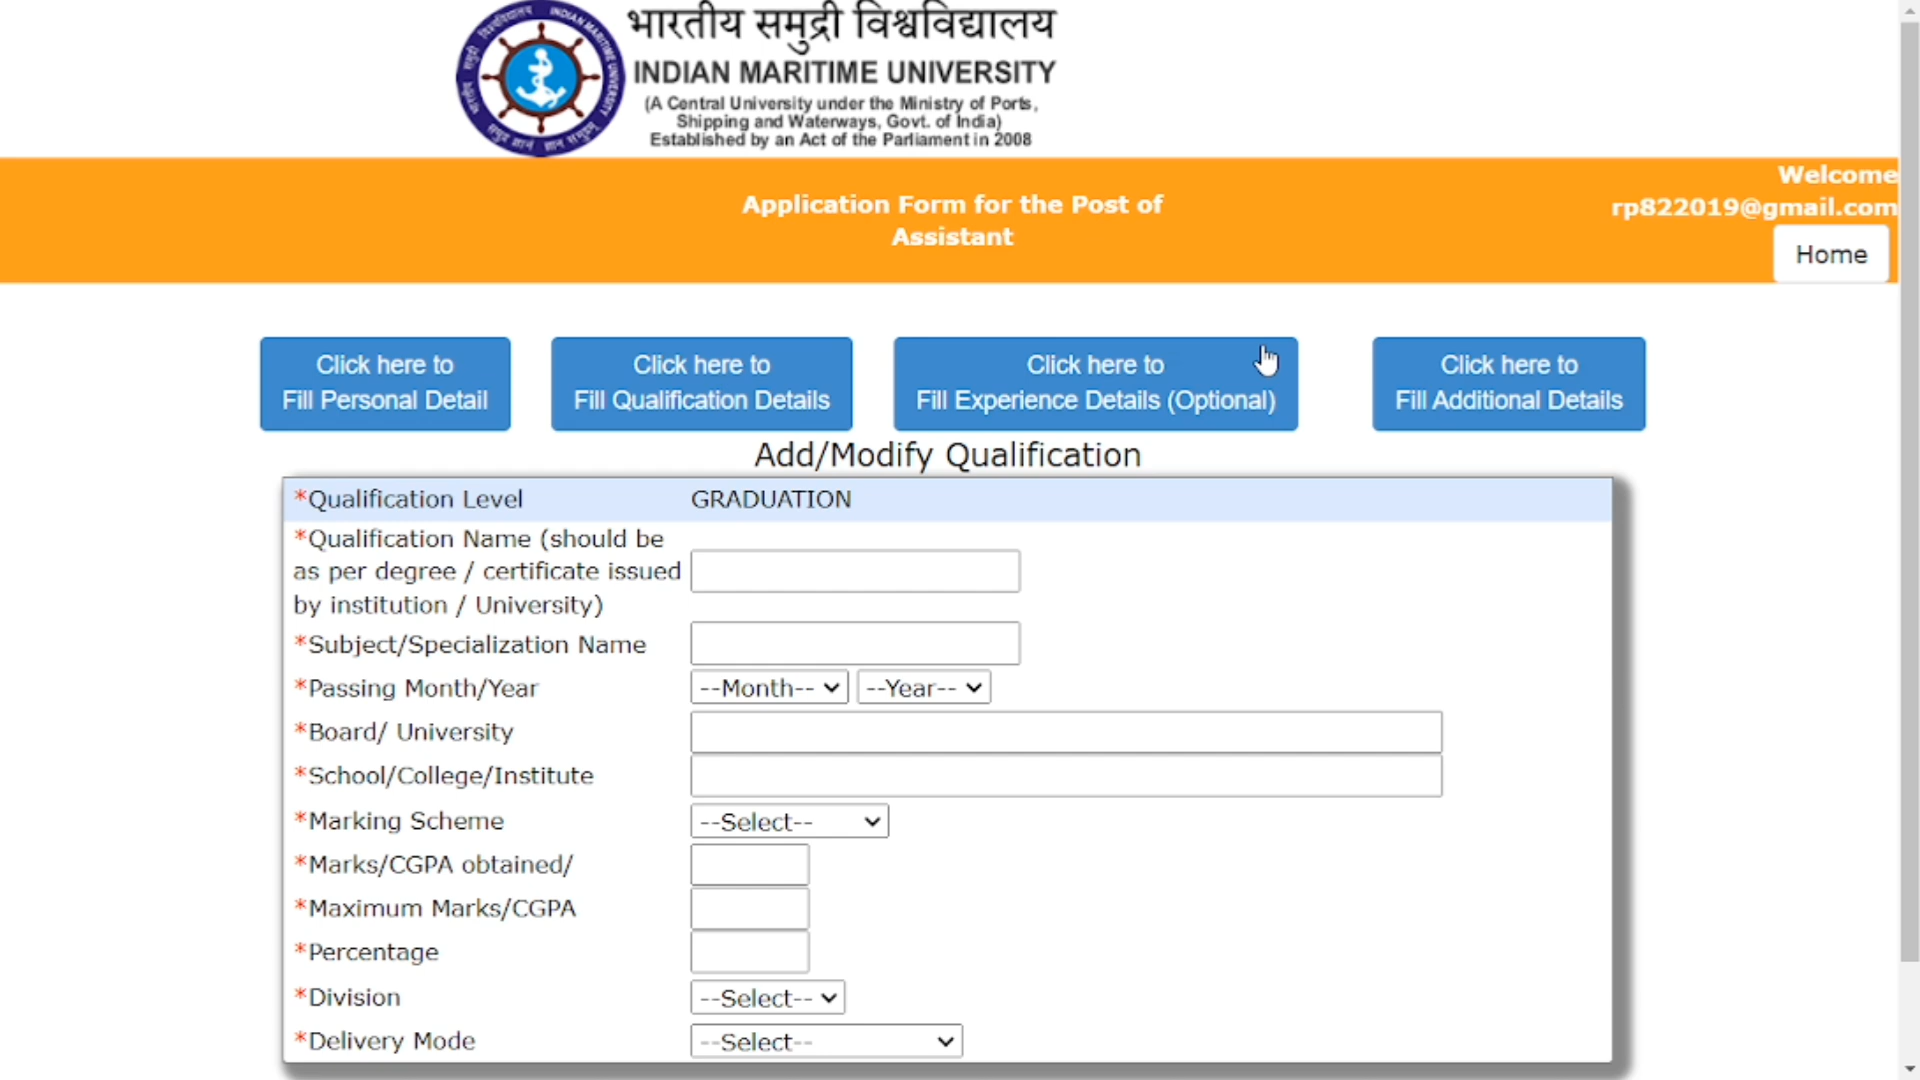 भारतीय समुद्री विश्वविद्यालय
INDIAN MARITIME UNIVERSITY
(A Central University under the Ministry of Ports,
Shipping and Waterways, Govt. of India)
Established by an Act of the Parliament in 2008
INDIAN MARITIME UNIVERSITY
Application Form for the Post of
Assistant
Welcome
rp822019@gmail.com
Home
Click here to
Fill Personal Detail
Click here to
Fill Qualification Details
Click here to
Fill Experience Details (Optional)
Click here to
Fill Additional Details
Add/Modify Qualification
*Qualification Level GRADUATION
*Qualification Name (should be
as per degree / certificate issued
by institution / University)
*Subject/Specialization Name
*Passing Month/Year --Month-- --Year--
*Board/ University
*School/College/Institute
*Marking Scheme --Select--
*Marks/CGPA obtained/
*Maximum Marks/CGPA
*Percentage
*Division --Select--
*Delivery Mode --Select--